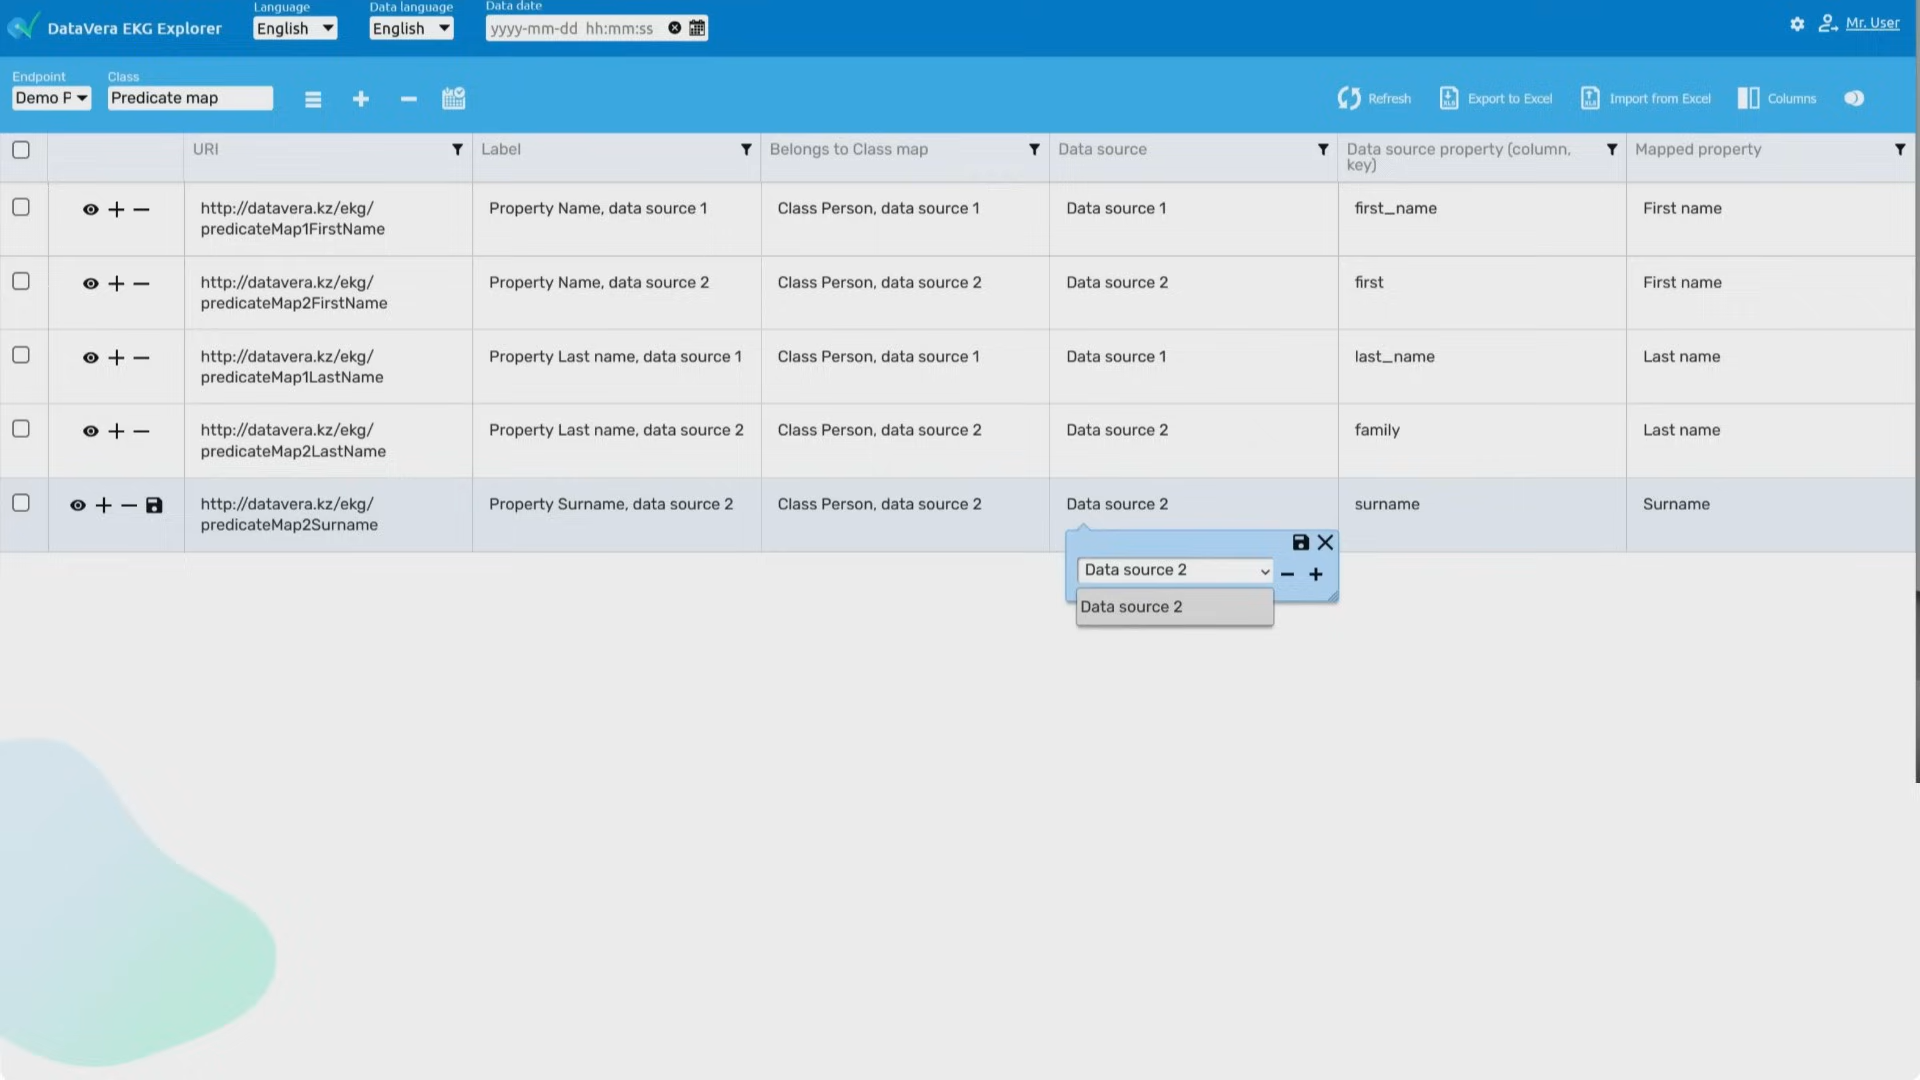 DataVera EKG Explorer
Language
English
Data language
English
Data date
yyyy-mm-dd hh:mm:ss
Mr. User
Endpoint
Demo P
Class
Predicate map
Refresh
Export to Excel
Import from Excel
Columns
URI
Label
Belongs to Class map
Data source
Data source property (column,
key)
Mapped property
http://datavera.kz/ekg/
predicateMap1FirstName
Property Name, data source 1
Class Person, data source 1
Data source 1
first_name
First name
http://datavera.kz/ekg/
predicateMap2FirstName
Property Name, data source 2
Class Person, data source 2
Data source 2
first
First name
http://datavera.kz/ekg/
predicateMap1LastName
Property Last name, data source 1
Class Person, data source 1
Data source 1
last_name
Last name
http://datavera.kz/ekg/
predicateMap2LastName
Property Last name, data source 2
Class Person, data source 2
Data source 2
family
Last name
http://datavera.kz/ekg/
predicateMap2Surname
Property Surname, data source 2
Class Person, data source 2
Data source 2
surname
Surname
Data source 2
Data source 2